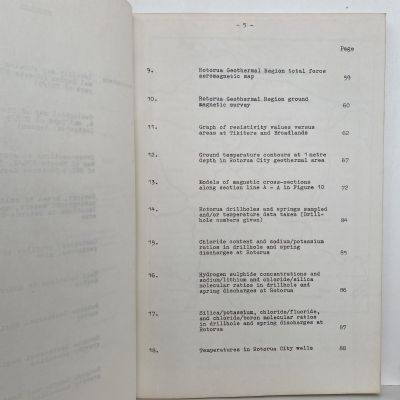 - 5 -
Page
9. Rotorua Geothermal Region total force
aeromagnetic map 59
10. Rotorua Geothermal Region ground
magnetic survey 60
11. Graph of resistivity values versus
areas at Tikitere and Broadlands 62
12. Ground temperature contours at 1 metre
depth in Rotorua City geothermal area 67
13. Models of magnetic cross-sections
along section line A - A in Figure 10 72
14. Rotorua drillholes and springs sampled
and/or temperature data taken (Drill-
hole numbers given) 84
15. Chloride content and sodium/potassium
ratios in drillhole and spring
discharges at Rotorua 85
16. Hydrogen sulphide concentrations and
sodium/lithium and chloride/silica
molecular ratios in drillhole and
spring discharges at Rotorua 86
17. Silica/potassium, chloride/fluoride,
and chloride/boron molecular ratios
in drillhole and spring discharges at
Rotorua 87
18. Temperatures in Rotorua City wells 88